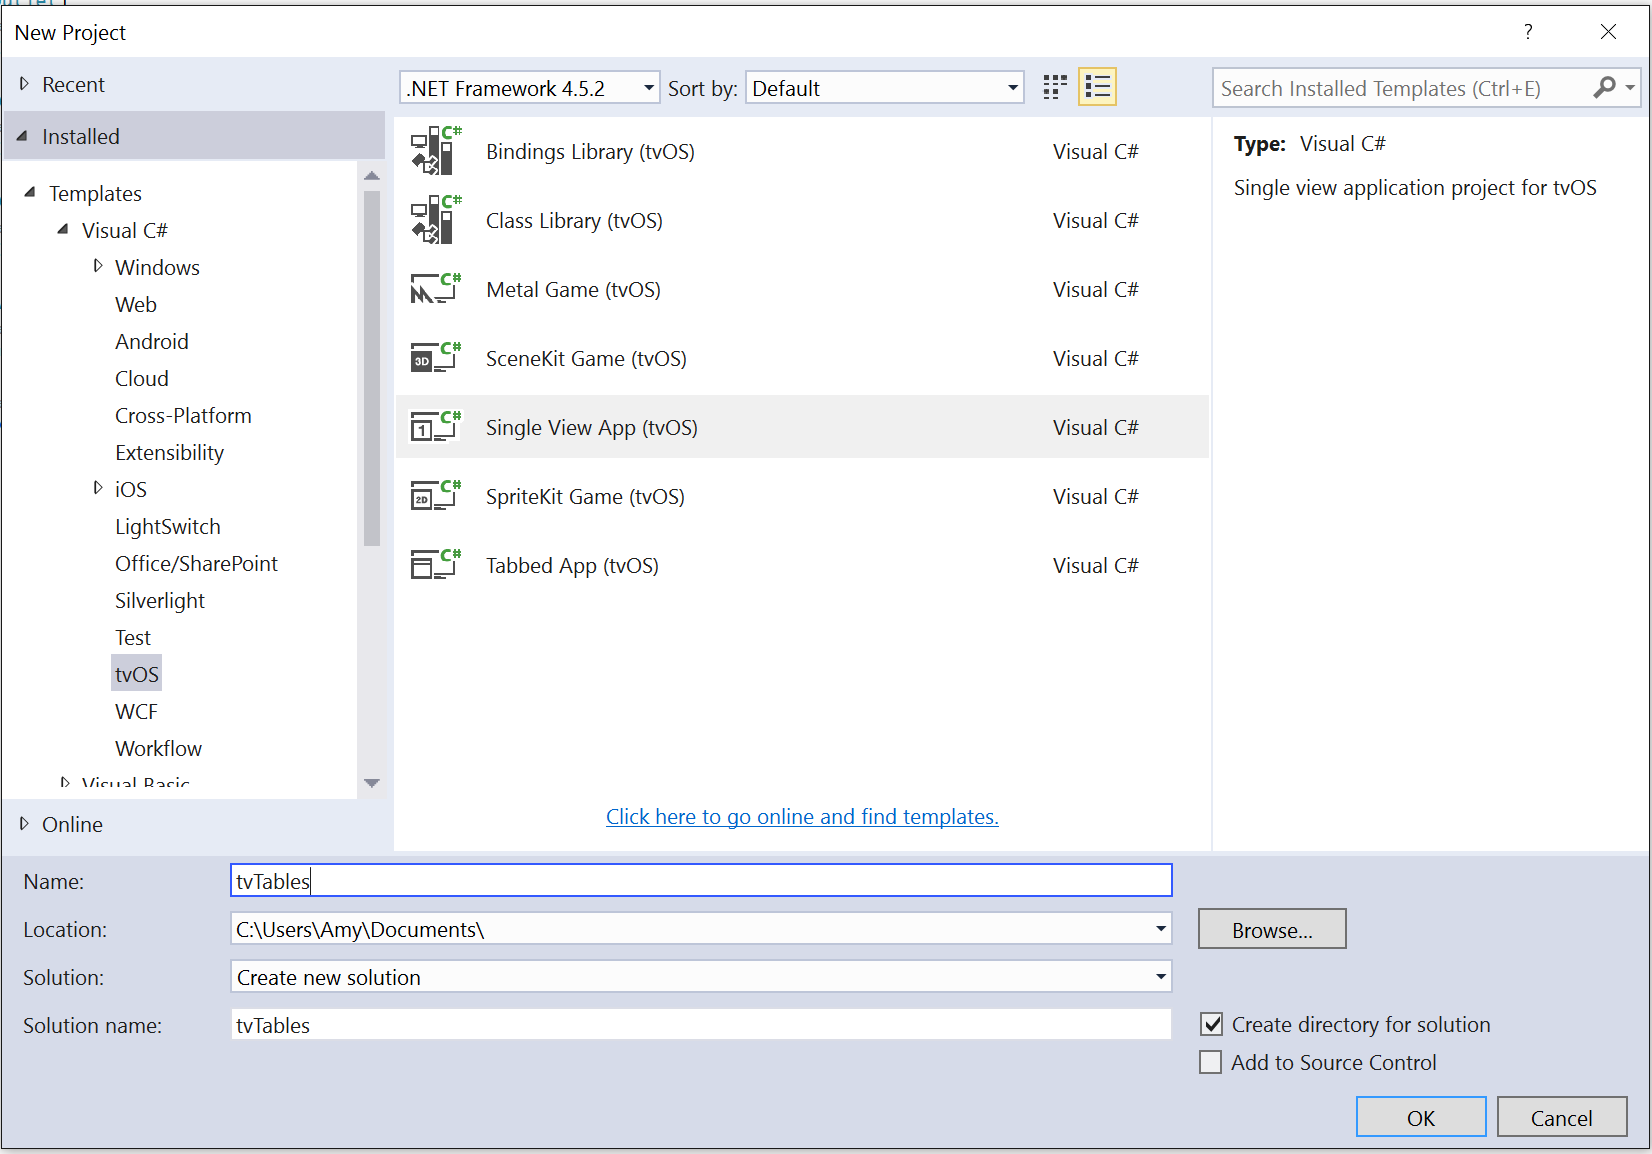 New Project
?
Recent
.NET Framework 4.5.2
Sort by:
Default
Search Installed Templates (Ctrl+E)
Installed
Templates
Visual C#
Windows
Web
Android
Cloud
Cross-Platform
Extensibility
iOS
LightSwitch
Office/SharePoint
Silverlight
Test
tvOS
WCF
Workflow
Visual Basic
Online
C# Bindings Library (tvOS) Visual C#
C# Class Library (tvOS) Visual C#
C# Metal Game (tvOS) Visual C#
3D C# SceneKit Game (tvOS) Visual C#
1 C# Single View App (tvOS) Visual C#
2D C# SpriteKit Game (tvOS) Visual C#
C# Tabbed App (tvOS) Visual C#
Click here to go online and find templates.
Type: Visual C#
Single view application project for tvOS
Name: tvTables
Location: C:\Users\Amy\Documents\
Browse...
Solution: Create new solution
Solution name: tvTables
Create directory for solution
Add to Source Control
OK
Cancel